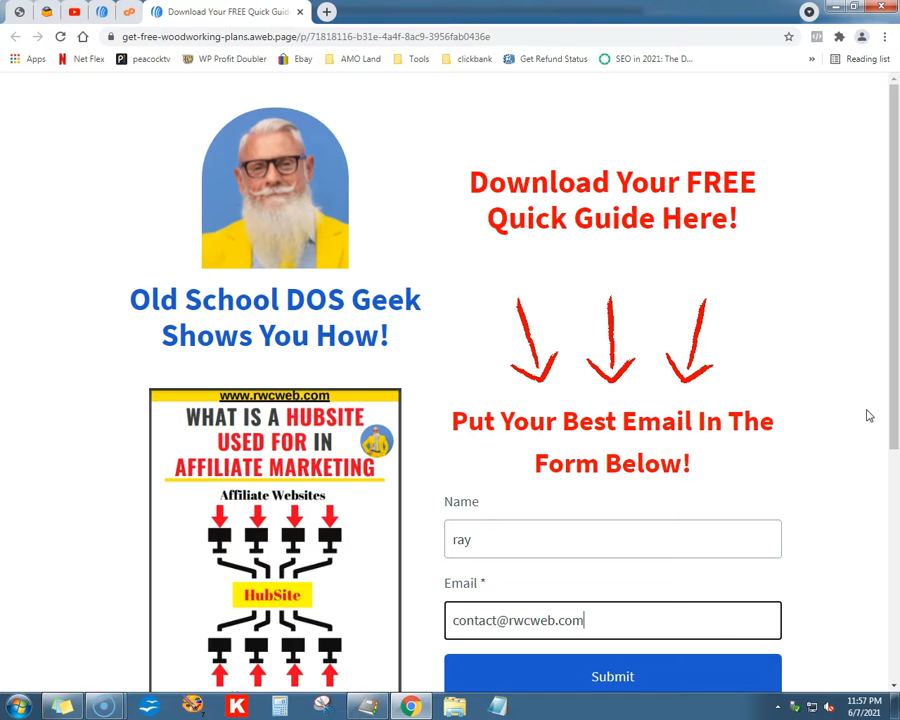 Download Your FREE Quick Guid
get-free-woodworking-plans.aweb.page/p/71818116-b31e-4a4f-8ac9-3956fab0436e
Apps
Net Flex
peacocktv
WP Profit Doubler
Ebay
AMO Land
Tools
clickbank
Get Refund Status
SEO in 2021: The D...
»
Reading list
Old School DOS Geek
Shows You How!
www.rwcweb.com
WHAT IS A HUBSITE
USED FOR IN
AFFILIATE MARKETING
Affiliate Websites
HubSite
Download Your FREE
Quick Guide Here!
Put Your Best Email In The
Form Below!
Name
ray
Email *
contact@rwcweb.com
Submit
11:57 PM
6/7/2021